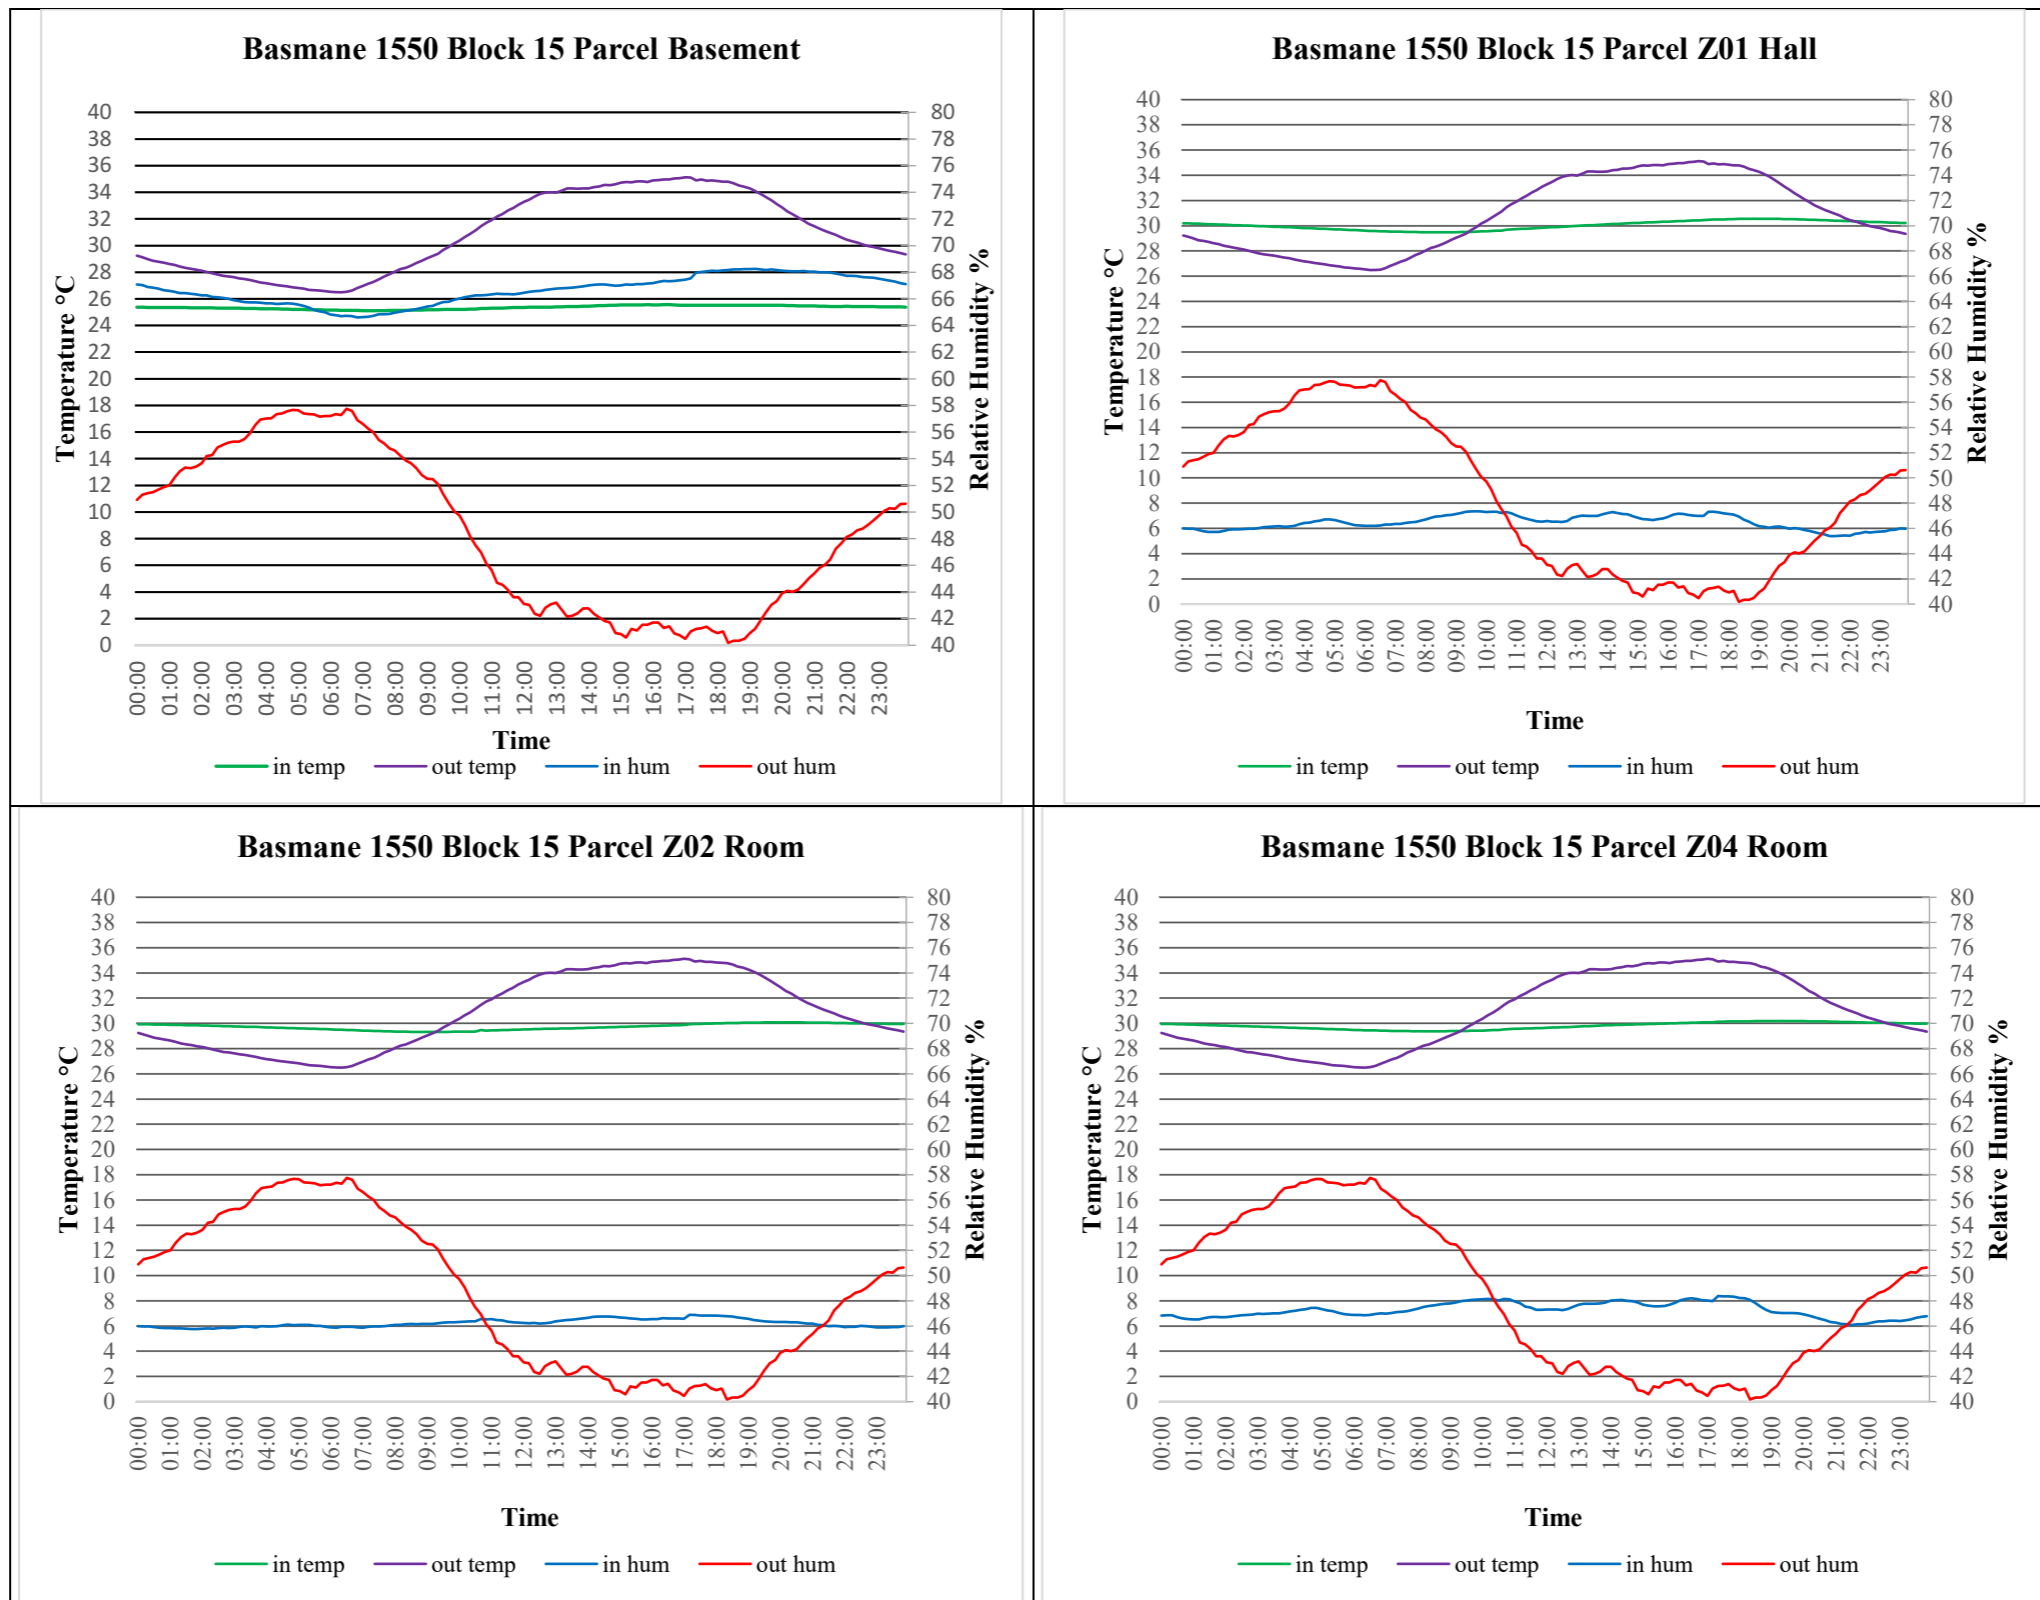 Basmane 1550 Block 15 Parcel Basement
40 38 36 34 32 30 28 26 24 22 20 18 16 14 12 10 8 6 4 2 0
Temperature °C
80 78 76 74 72 70 68 66 64 62 60 58 56 54 52 50 48 46 44 42 40
Relative Humidity %
00:00 01:00 02:00 03:00 04:00 05:00 06:00 07:00 08:00 09:00 10:00 11:00 12:00 13:00 14:00 15:00 16:00 17:00 18:00 19:00 20:00 21:00 22:00 23:00
Time
in temp out temp in hum out hum
Basmane 1550 Block 15 Parcel Z01 Hall
40 38 36 34 32 30 28 26 24 22 20 18 16 14 12 10 8 6 4 2 0
Temperature °C
80 78 76 74 72 70 68 66 64 62 60 58 56 54 52 50 48 46 44 42 40
Relative Humidity %
00:00 01:00 02:00 03:00 04:00 05:00 06:00 07:00 08:00 09:00 10:00 11:00 12:00 13:00 14:00 15:00 16:00 17:00 18:00 19:00 20:00 21:00 22:00 23:00
Time
in temp out temp in hum out hum
Basmane 1550 Block 15 Parcel Z02 Room
40 38 36 34 32 30 28 26 24 22 20 18 16 14 12 10 8 6 4 2 0
Temperature °C
80 78 76 74 72 70 68 66 64 62 60 58 56 54 52 50 48 46 44 42 40
Relative Humidity %
00:00 01:00 02:00 03:00 04:00 05:00 06:00 07:00 08:00 09:00 10:00 11:00 12:00 13:00 14:00 15:00 16:00 17:00 18:00 19:00 20:00 21:00 22:00 23:00
Time
in temp out temp in hum out hum
Basmane 1550 Block 15 Parcel Z04 Room
40 38 36 34 32 30 28 26 24 22 20 18 16 14 12 10 8 6 4 2 0
Temperature °C
80 78 76 74 72 70 68 66 64 62 60 58 56 54 52 50 48 46 44 42 40
Relative Humidity %
00:00 01:00 02:00 03:00 04:00 05:00 06:00 07:00 08:00 09:00 10:00 11:00 12:00 13:00 14:00 15:00 16:00 17:00 18:00 19:00 20:00 21:00 22:00 23:00
Time
in temp out temp in hum out hum